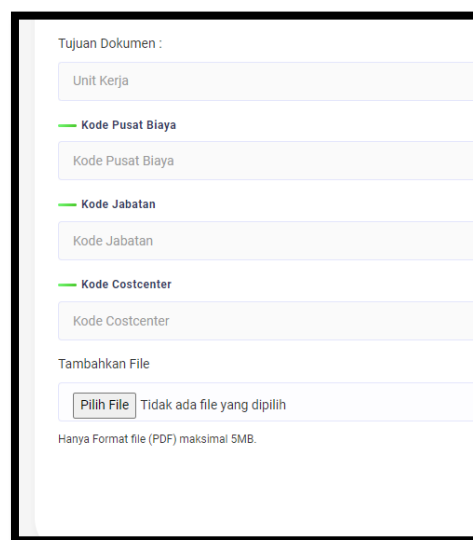 Tujuan Dokumen :
Unit Kerja
Kode Pusat Biaya
Kode Pusat Biaya
Kode Jabatan
Kode Jabatan
Kode Costcenter
Kode Costcenter
Tambahkan File
Pilih File Tidak ada file yang dipilih
Hanya Format file (PDF) maksimal 5MB.